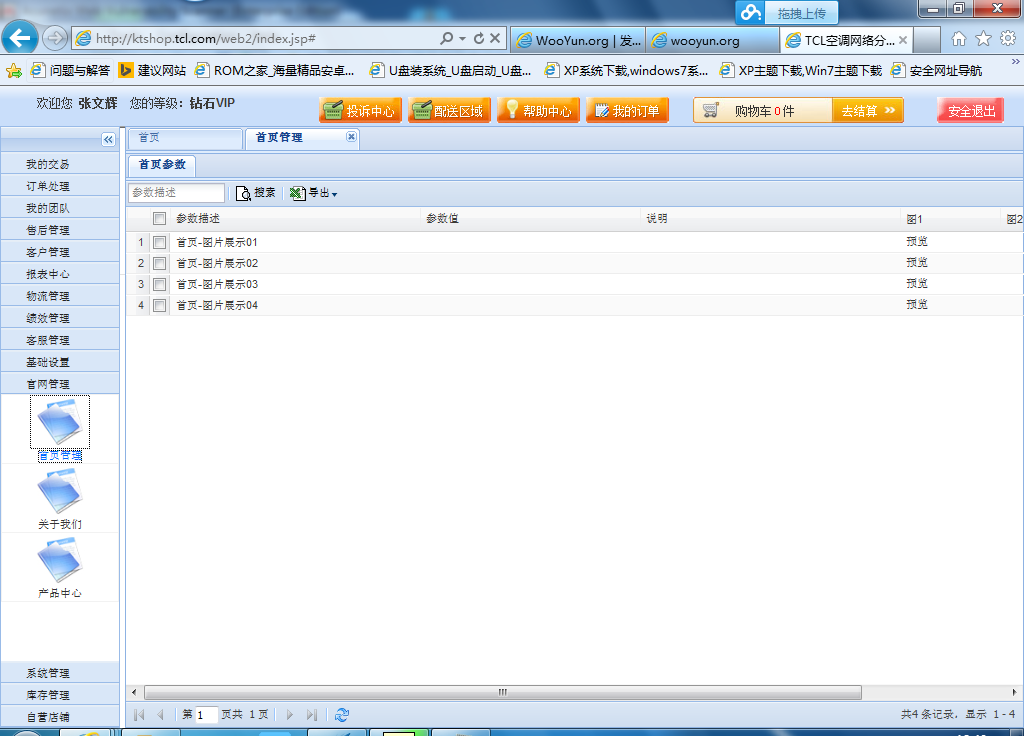 拖拽上传
http://ktshop.tcl.com/web2/index.jsp#
WooYun.org | 发...
wooyun.org
TCL空调网络分...
问题与解答
建议网站
ROM之家_海量精品安卓...
U盘装系统_U盘启动_U盘...
XP系统下载,windows7系...
XP主题下载,Win7主题下载
安全网址导航
欢迎您 张文辉 您的等级: 钻石VIP
投诉中心
配送区域
帮助中心
我的订单
购物车 0 件
去结算
安全退出
首页
首页管理
我的交易
订单处理
我的团队
售后管理
客户管理
报表中心
物流管理
绩效管理
客服管理
基础设置
官网管理
首页管理
关于我们
产品中心
系统管理
库存管理
自营店铺
首页参数
参数描述
搜索
导出
参数描述 参数值 说明 图1 图2
1 首页-图片展示01 预览
2 首页-图片展示02 预览
3 首页-图片展示03 预览
4 首页-图片展示04 预览
第 1 页共 1 页
共4 条记录, 显示 1 - 4